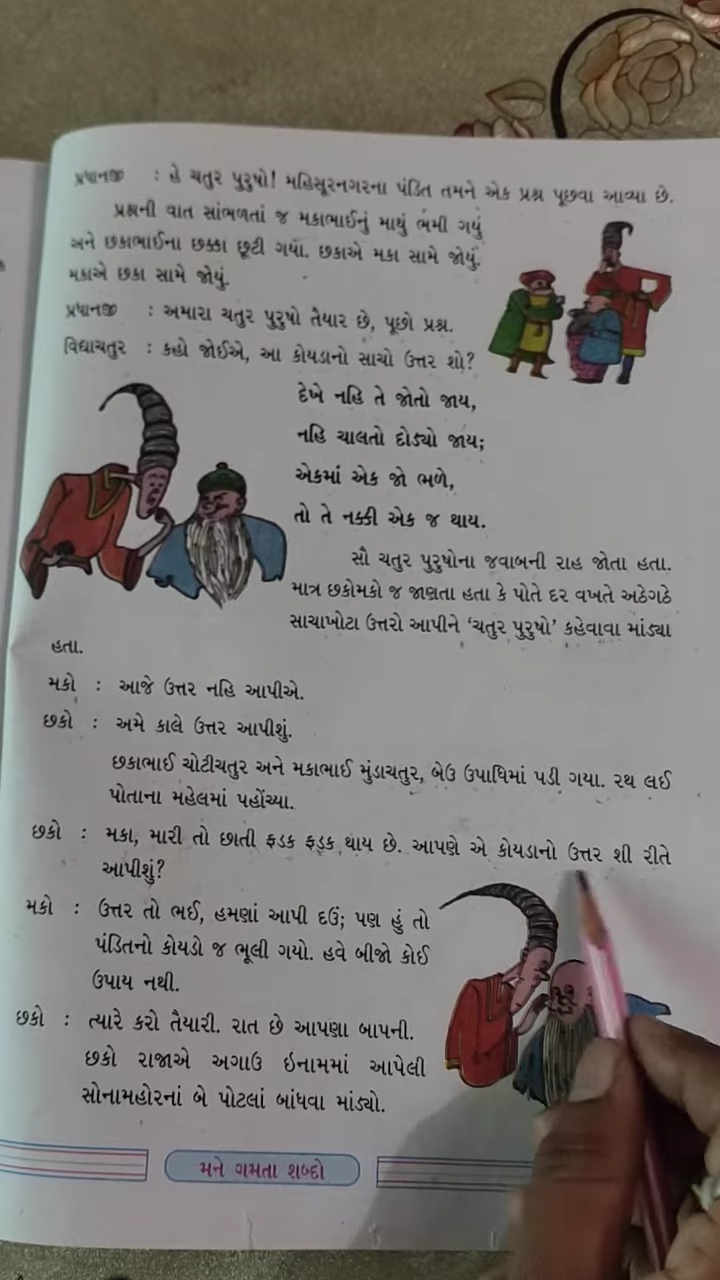 પ્રધાનજી : હે ચતુર પુરુષો! મહિસૂરનગરના પંડિત તમને એક પ્રશ્ન પૂછવા આવ્યા છે.
પ્રશ્નની વાત સાંભળતાં જ મકાભાઈનું માથું ભમી ગયું
અને છકાભાઈના છક્કા છૂટી ગયા. છકાએ મકા સામે જોયું.
મકાએ છકા સામે જોયું.
પ્રધાનજી : અમારા ચતુર પુરુષો તૈયાર છે, પૂછો પ્રશ્ન.
વિદ્યાચતુર : કહો જોઈએ, આ કોયડાનો સાચો ઉત્તર શો?
દેખે નહિ તે જોતો જાય,
નહિ ચાલતો દોડ્યો જાય;
એકમાં એક જો ભળે,
તો તે નક્કી એક જ થાય.
સૌ ચતુર પુરુષોના જવાબની રાહ જોતા હતા.
માત્ર છકોમકો જ જાણતા હતા કે પોતે દર વખતે અઠેગઠે
સાચાખોટા ઉત્તરો આપીને ‘ચતુર પુરુષો’ કહેવાવા માંડ્યા
હતા.
મકો : આજે ઉત્તર નહિ આપીએ.
છકો : અમે કાલે ઉત્તર આપીશું.
છકાભાઈ ચોટીચતુર અને મકાભાઈ મુંડાચતુર, બેઉ ઉપાધિમાં પડી ગયા. રથ લઈ
પોતાના મહેલમાં પહોંચ્યા.
છકો : મકા, મારી તો છાતી ફડક ફડક થાય છે. આપણે એ કોયડાનો ઉત્તર શી રીતે
આપીશું?
મકો : ઉત્તર તો ભઈ, હમણાં આપી દઉં; પણ હું તો
પંડિતનો કોયડો જ ભૂલી ગયો. હવે બીજો કોઈ
ઉપાય નથી.
છકો : ત્યારે કરો તૈયારી. રાત છે આપણા બાપની.
છકો રાજાએ અગાઉ ઇનામમાં આપેલી
સોનામહોરનાં બે પોટલાં બાંધવા માંડ્યો.
મને ગમતા શબ્દો